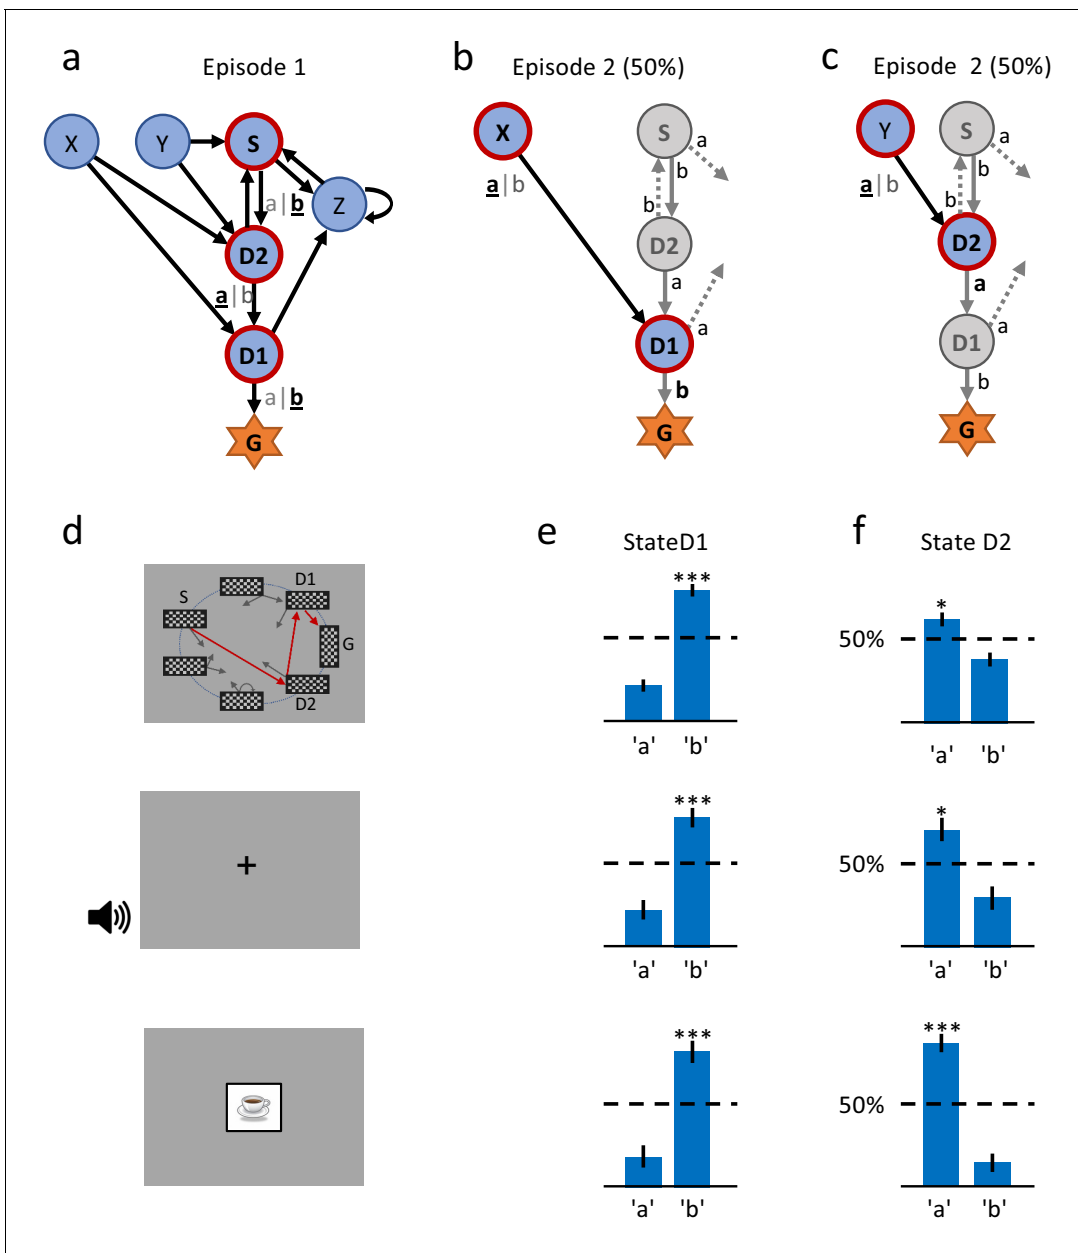 a
Episode 1
X
Y
S
Z
a|b
D2
a|b
D1
a|b
G
b
Episode 2 (50%)
X
S
a
a|b
b
b
D2
a
D1
a
b
G
c
Episode 2 (50%)
Y
S
a
a|b
b
b
D2
a
D1
a
b
G
d
S
D1
G
D2
+
e
StateD1
***
'a' 'b'
***
'a' 'b'
***
'a' 'b'
f
State D2
*
50%
'a' 'b'
*
50%
'a' 'b'
***
50%
'a' 'b'